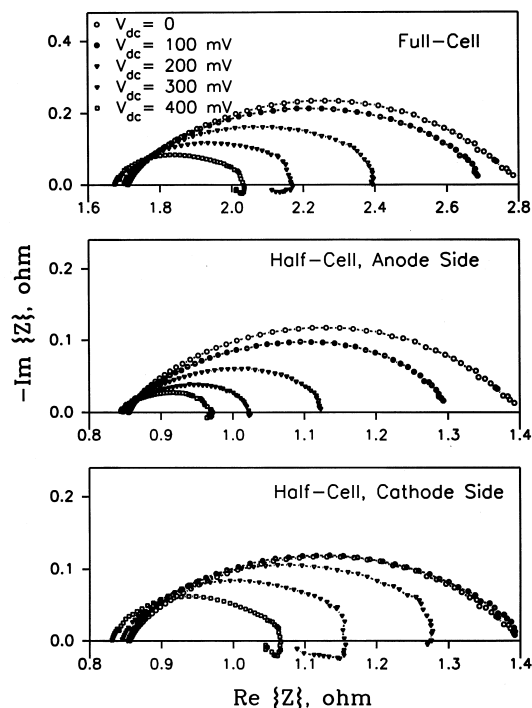 V_dc= 0
V_dc= 100 mV
V_dc= 200 mV
V_dc= 300 mV
V_dc= 400 mV
Full-Cell
0.4
0.2
0.0
1.6 1.8 2.0 2.2 2.4 2.6 2.8
Half-Cell, Anode Side
0.2
0.1
0.0
0.8 0.9 1.0 1.1 1.2 1.3 1.4
-Im {Z}, ohm
Half-Cell, Cathode Side
0.2
0.1
0.0
0.8 0.9 1.0 1.1 1.2 1.3 1.4
Re {Z}, ohm